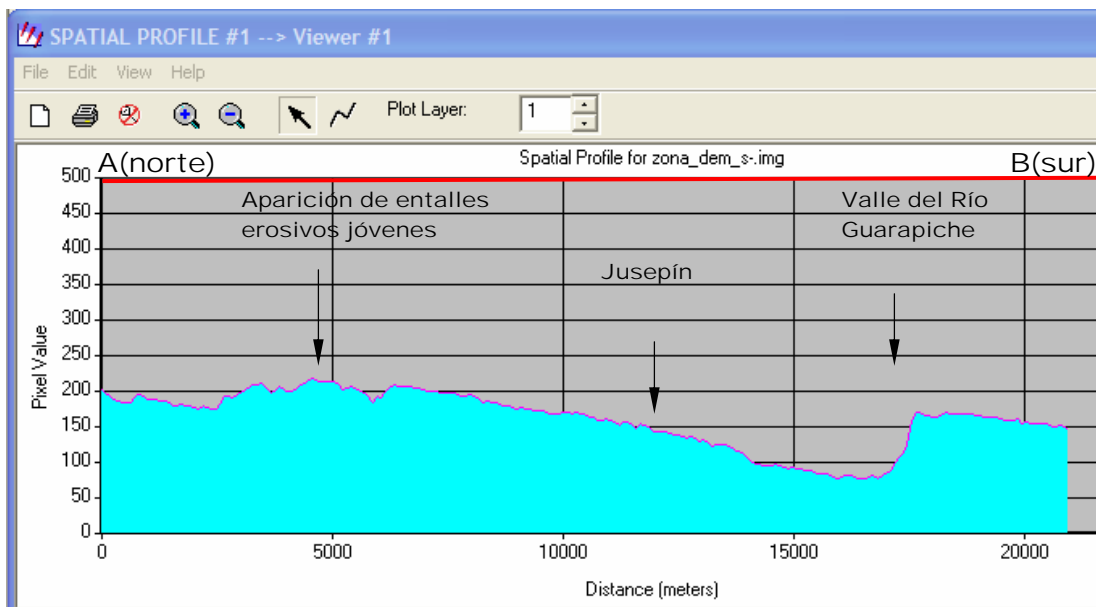 SPATIAL PROFILE #1 --> Viewer #1
File Edit View Help
Plot Layer: 1
Spatial Profile for zona_dem_s-.img
A(norte)
B(sur)
Aparición de entalles
erosivos jóvenes
Jusepín
Valle del Río
Guarapiche
Pixel Value
500
450
400
350
300
250
200
150
100
50
0
0 5000 10000 15000 20000
Distance (meters)